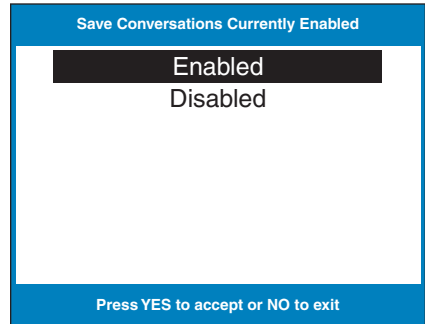 Save Conversations Currently Enabled
Enabled
Disabled
Press YES to accept or NO to exit